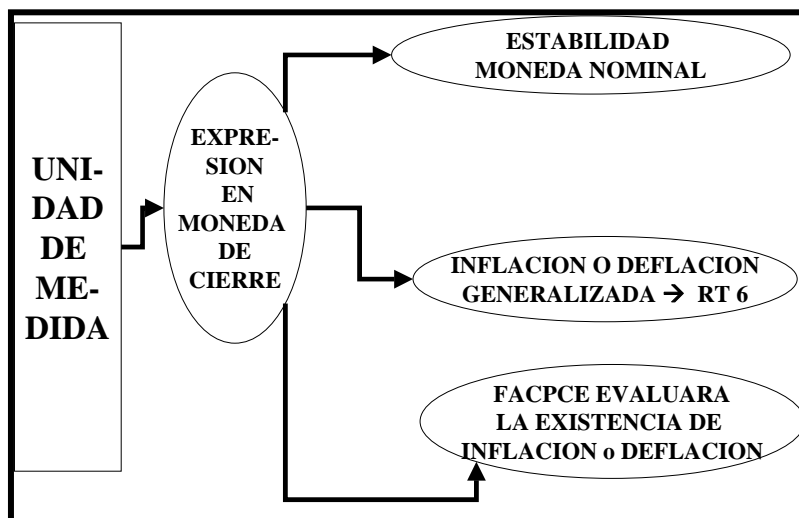 UNI-
DAD
DE
ME-
DIDA
EXPRE-
SION
EN
MONEDA
DE
CIERRE
ESTABILIDAD
MONEDA NOMINAL
INFLACION O DEFLACION
GENERALIZADA → RT 6
FACPCE EVALUARA
LA EXISTENCIA DE
INFLACION o DEFLACION